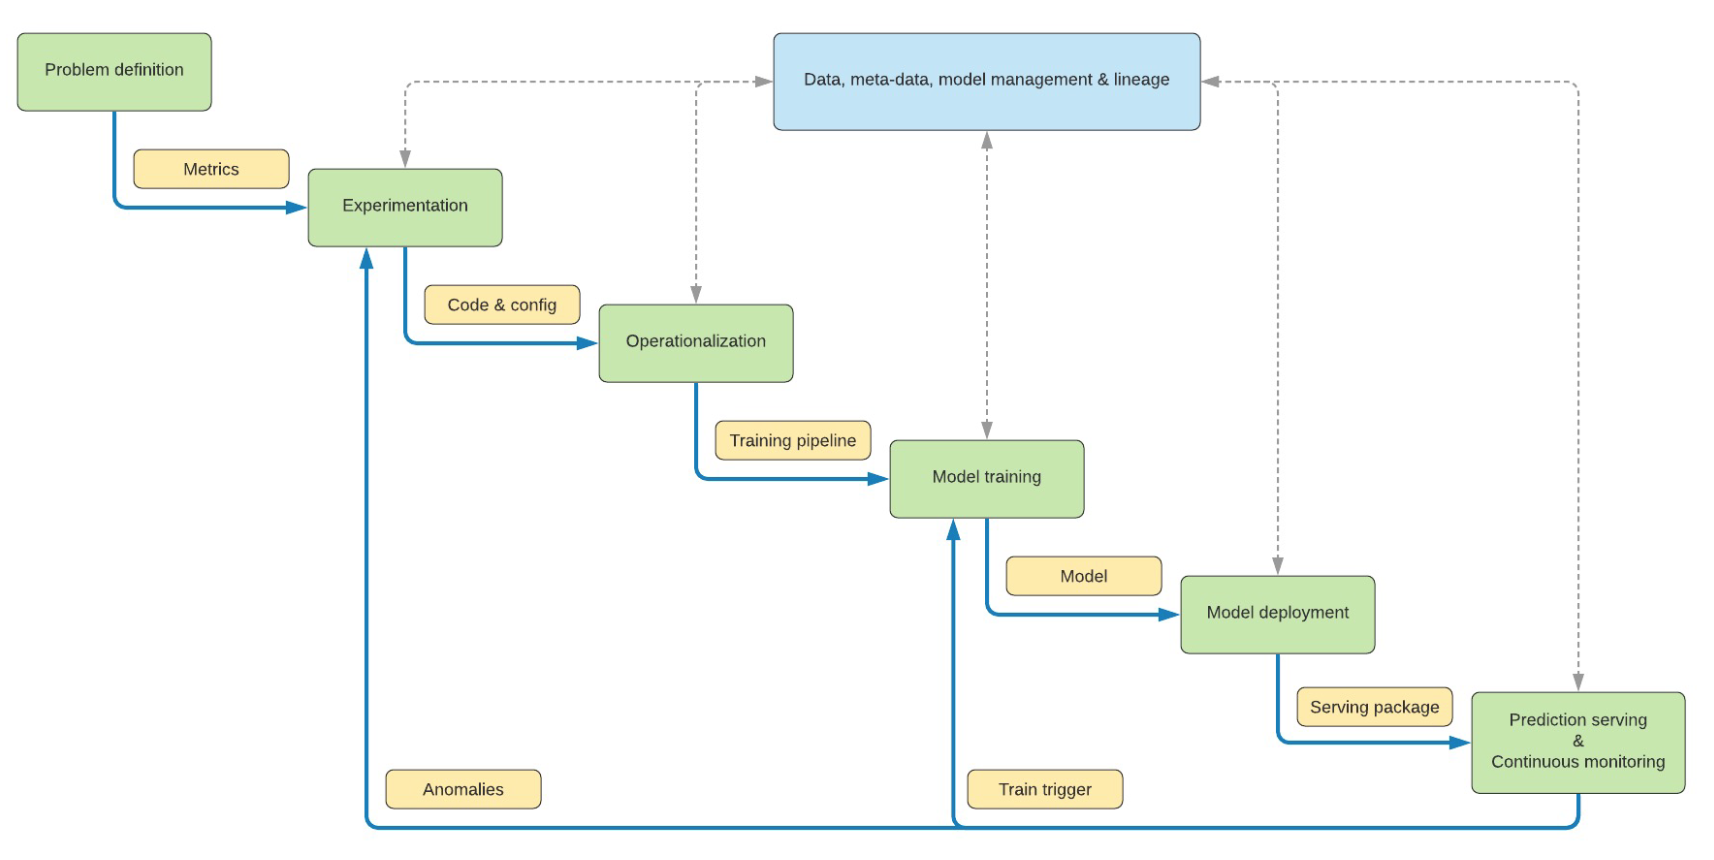 Problem definition
Data, meta-data, model management & lineage
Metrics
Experimentation
Code & config
Operationalization
Training pipeline
Model training
Model
Model deployment
Serving package
Prediction serving
&
Continuous monitoring
Anomalies
Train trigger